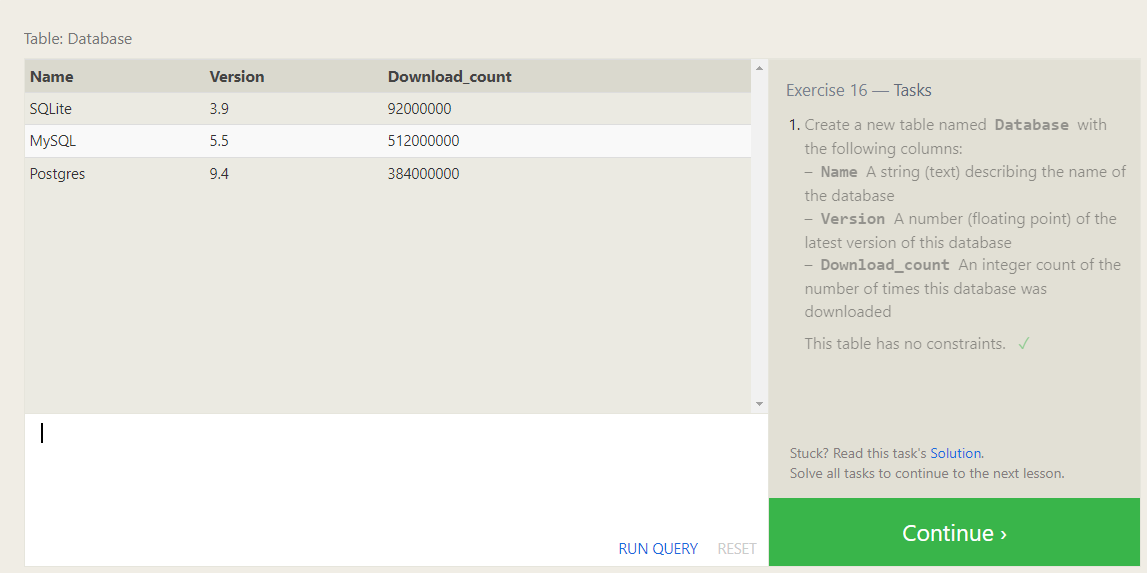 Table: Database
Name Version Download_count
SQLite 3.9 92000000
MySQL 5.5 512000000
Postgres 9.4 384000000
RUN QUERY RESET
Exercise 16 — Tasks
1. Create a new table named Database with
the following columns:
– Name A string (text) describing the name of
the database
– Version A number (floating point) of the
latest version of this database
– Download_count An integer count of the
number of times this database was
downloaded
This table has no constraints. ✓
Stuck? Read this task's Solution.
Solve all tasks to continue to the next lesson.
Continue ›